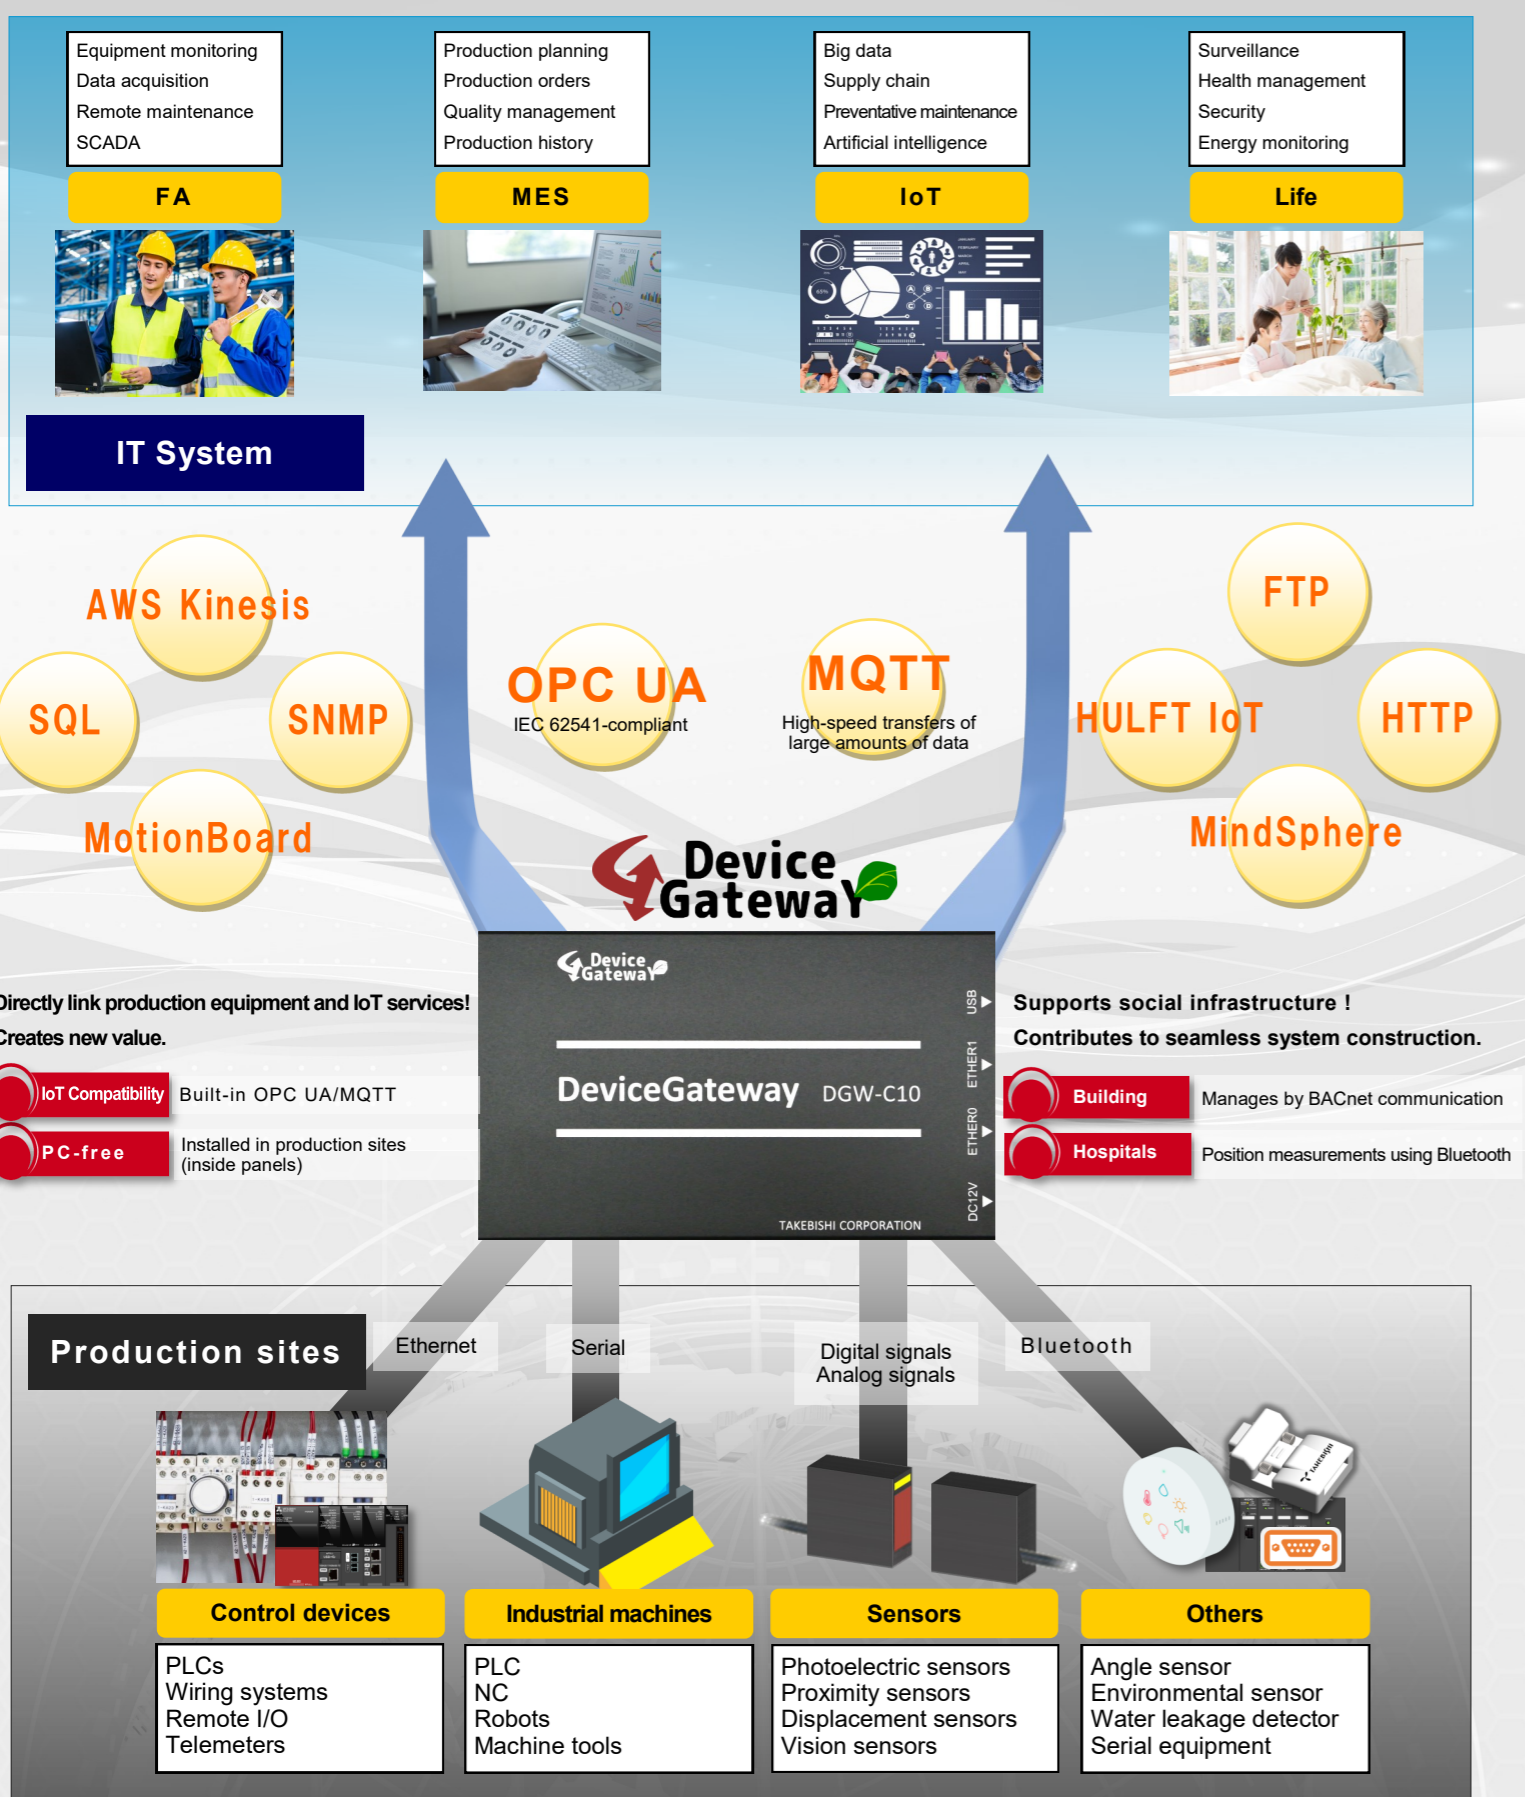 Equipment monitoring
Data acquisition
Remote maintenance
SCADA
FA
Production planning
Production orders
Quality management
Production history
MES
Big data
Supply chain
Preventative maintenance
Artificial intelligence
IoT
Surveillance
Health management
Security
Energy monitoring
Life
IT System
AWS Kinesis
SQL
SNMP
MotionBoard
OPC UA
IEC 62541-compliant
MQTT
High-speed transfers of
large amounts of data
FTP
HULFT IoT
HTTP
MindSphere
Device
Gateway
Directly link production equipment and IoT services!
Creates new value.
IoT Compatibility
Built-in OPC UA/MQTT
PC-free
Installed in production sites
(inside panels)
Device
Gateway
DeviceGateway DGW-C10
TAKEBISHI CORPORATION
USB
ETHER1
ETHER0
DC12V
Supports social infrastructure !
Contributes to seamless system construction.
Building
Manages by BACnet communication
Hospitals
Position measurements using Bluetooth
Production sites
Ethernet
Serial
Digital signals
Analog signals
Bluetooth
TAKEBISHI
Control devices
PLCs
Wiring systems
Remote I/O
Telemeters
Industrial machines
PLC
NC
Robots
Machine tools
Sensors
Photoelectric sensors
Proximity sensors
Displacement sensors
Vision sensors
Others
Angle sensor
Environmental sensor
Water leakage detector
Serial equipment